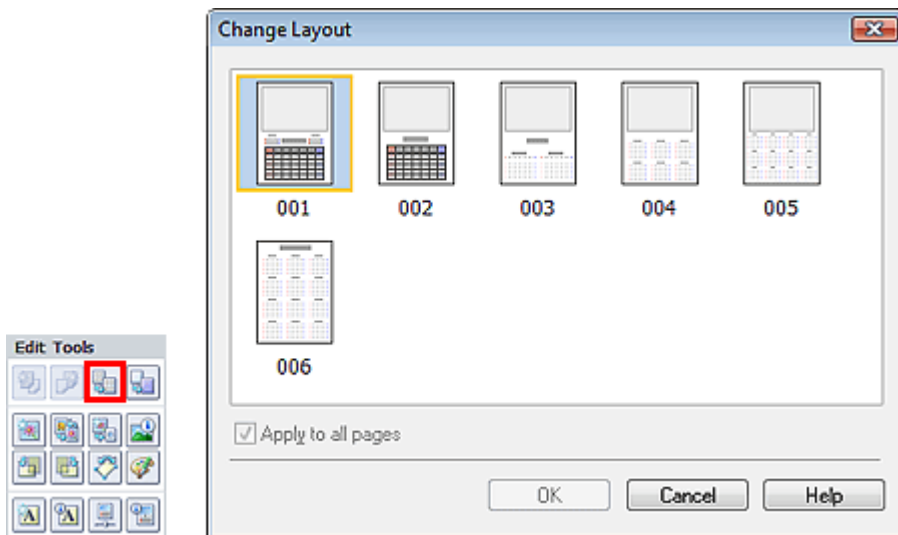 Change Layout
001 002 003 004 005
006
Edit Tools
Apply to all pages
OK Cancel Help